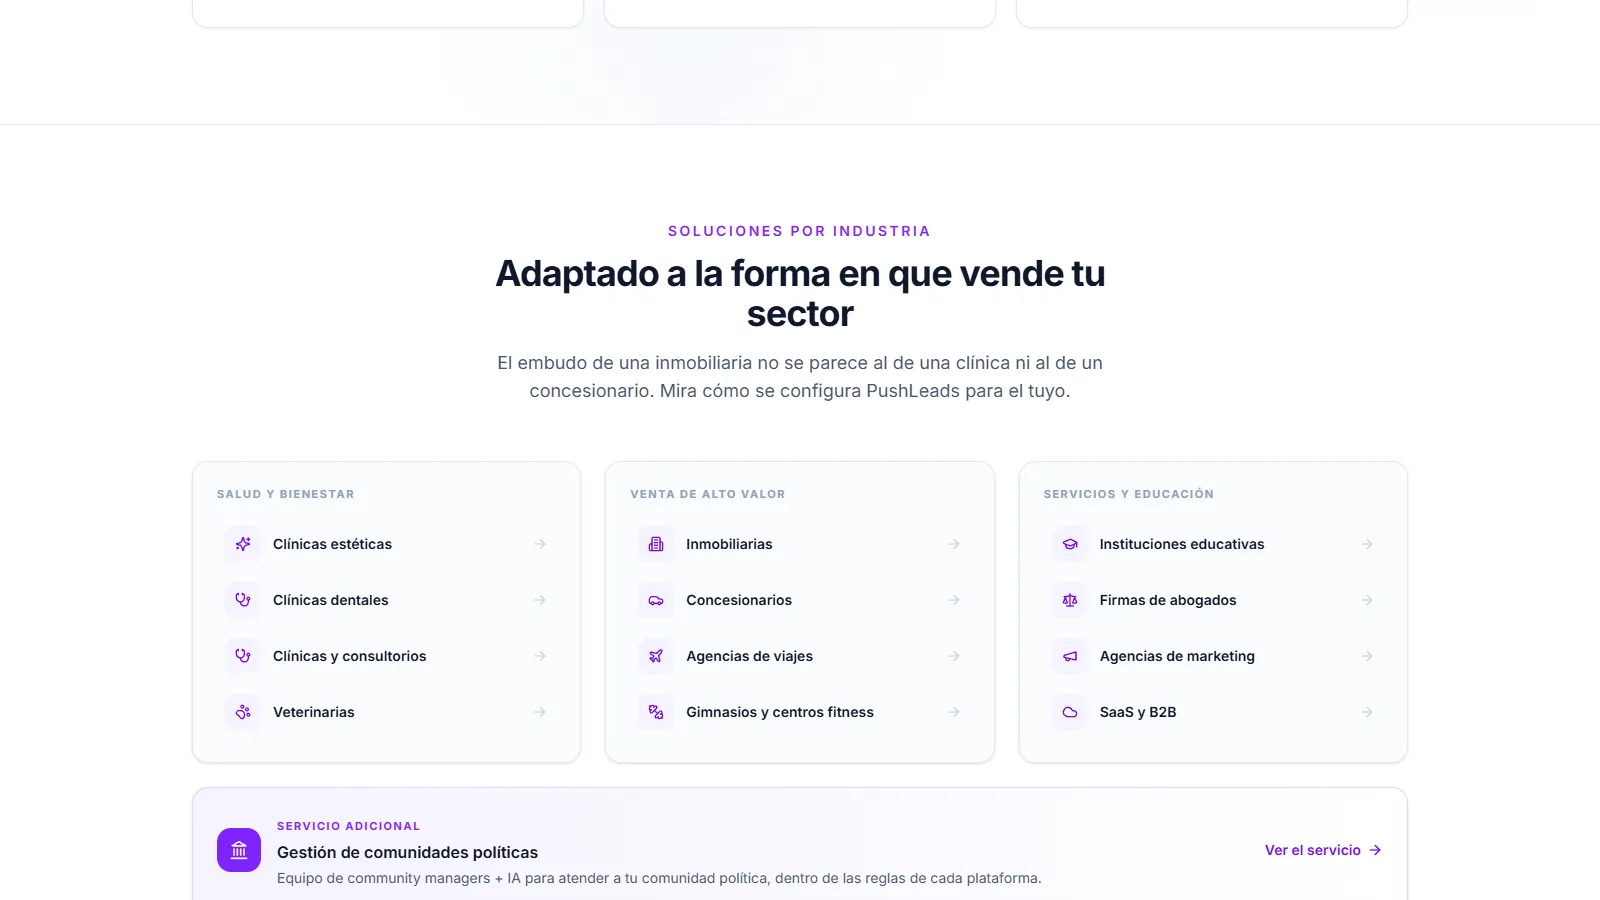 SOLUCIONES POR INDUSTRIA
Adaptado a la forma en que vende tu
sector
El embudo de una inmobiliaria no se parece al de una clínica ni al de un
concesionario. Mira cómo se configura PushLeads para el tuyo.
SALUD Y BIENESTAR
Clínicas estéticas
Clínicas dentales
Clínicas y consultorios
Veterinarias
VENTA DE ALTO VALOR
Inmobiliarias
Concesionarios
Agencias de viajes
Gimnasios y centros fitness
SERVICIOS Y EDUCACIÓN
Instituciones educativas
Firmas de abogados
Agencias de marketing
SaaS y B2B
SERVICIO ADICIONAL
Gestión de comunidades políticas
Equipo de community managers + IA para atender a tu comunidad política, dentro de las reglas de cada plataforma.
Ver el servicio